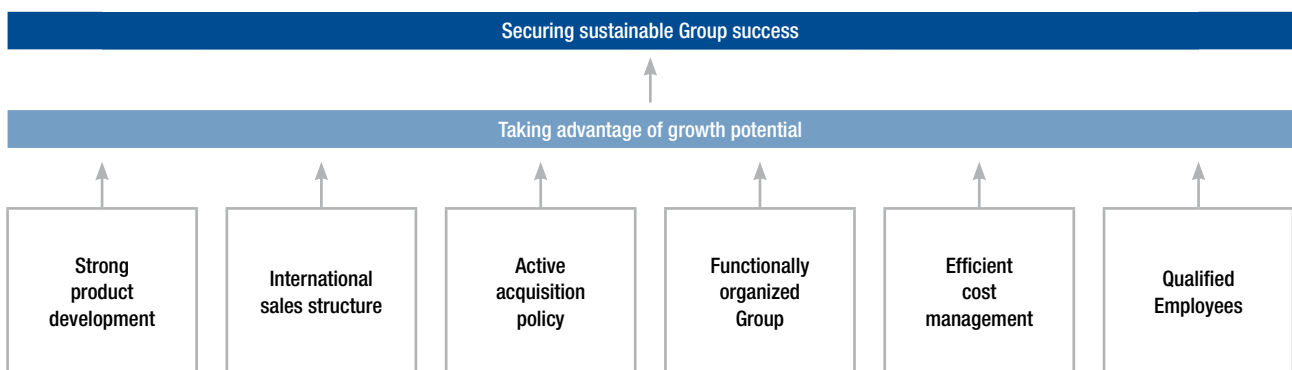 Securing sustainable Group success
Taking advantage of growth potential
Strong
product
development
International
sales structure
Active
acquisition
policy
Functionally
organized
Group
Efficient
cost
management
Qualified
Employees